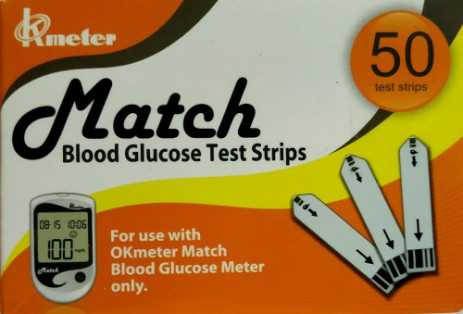 OKmeter
50
test strips
Match
Blood Glucose Test Strips
08-15 10:06
100
Match
For use with
OKmeter Match
Blood Glucose Meter
only.